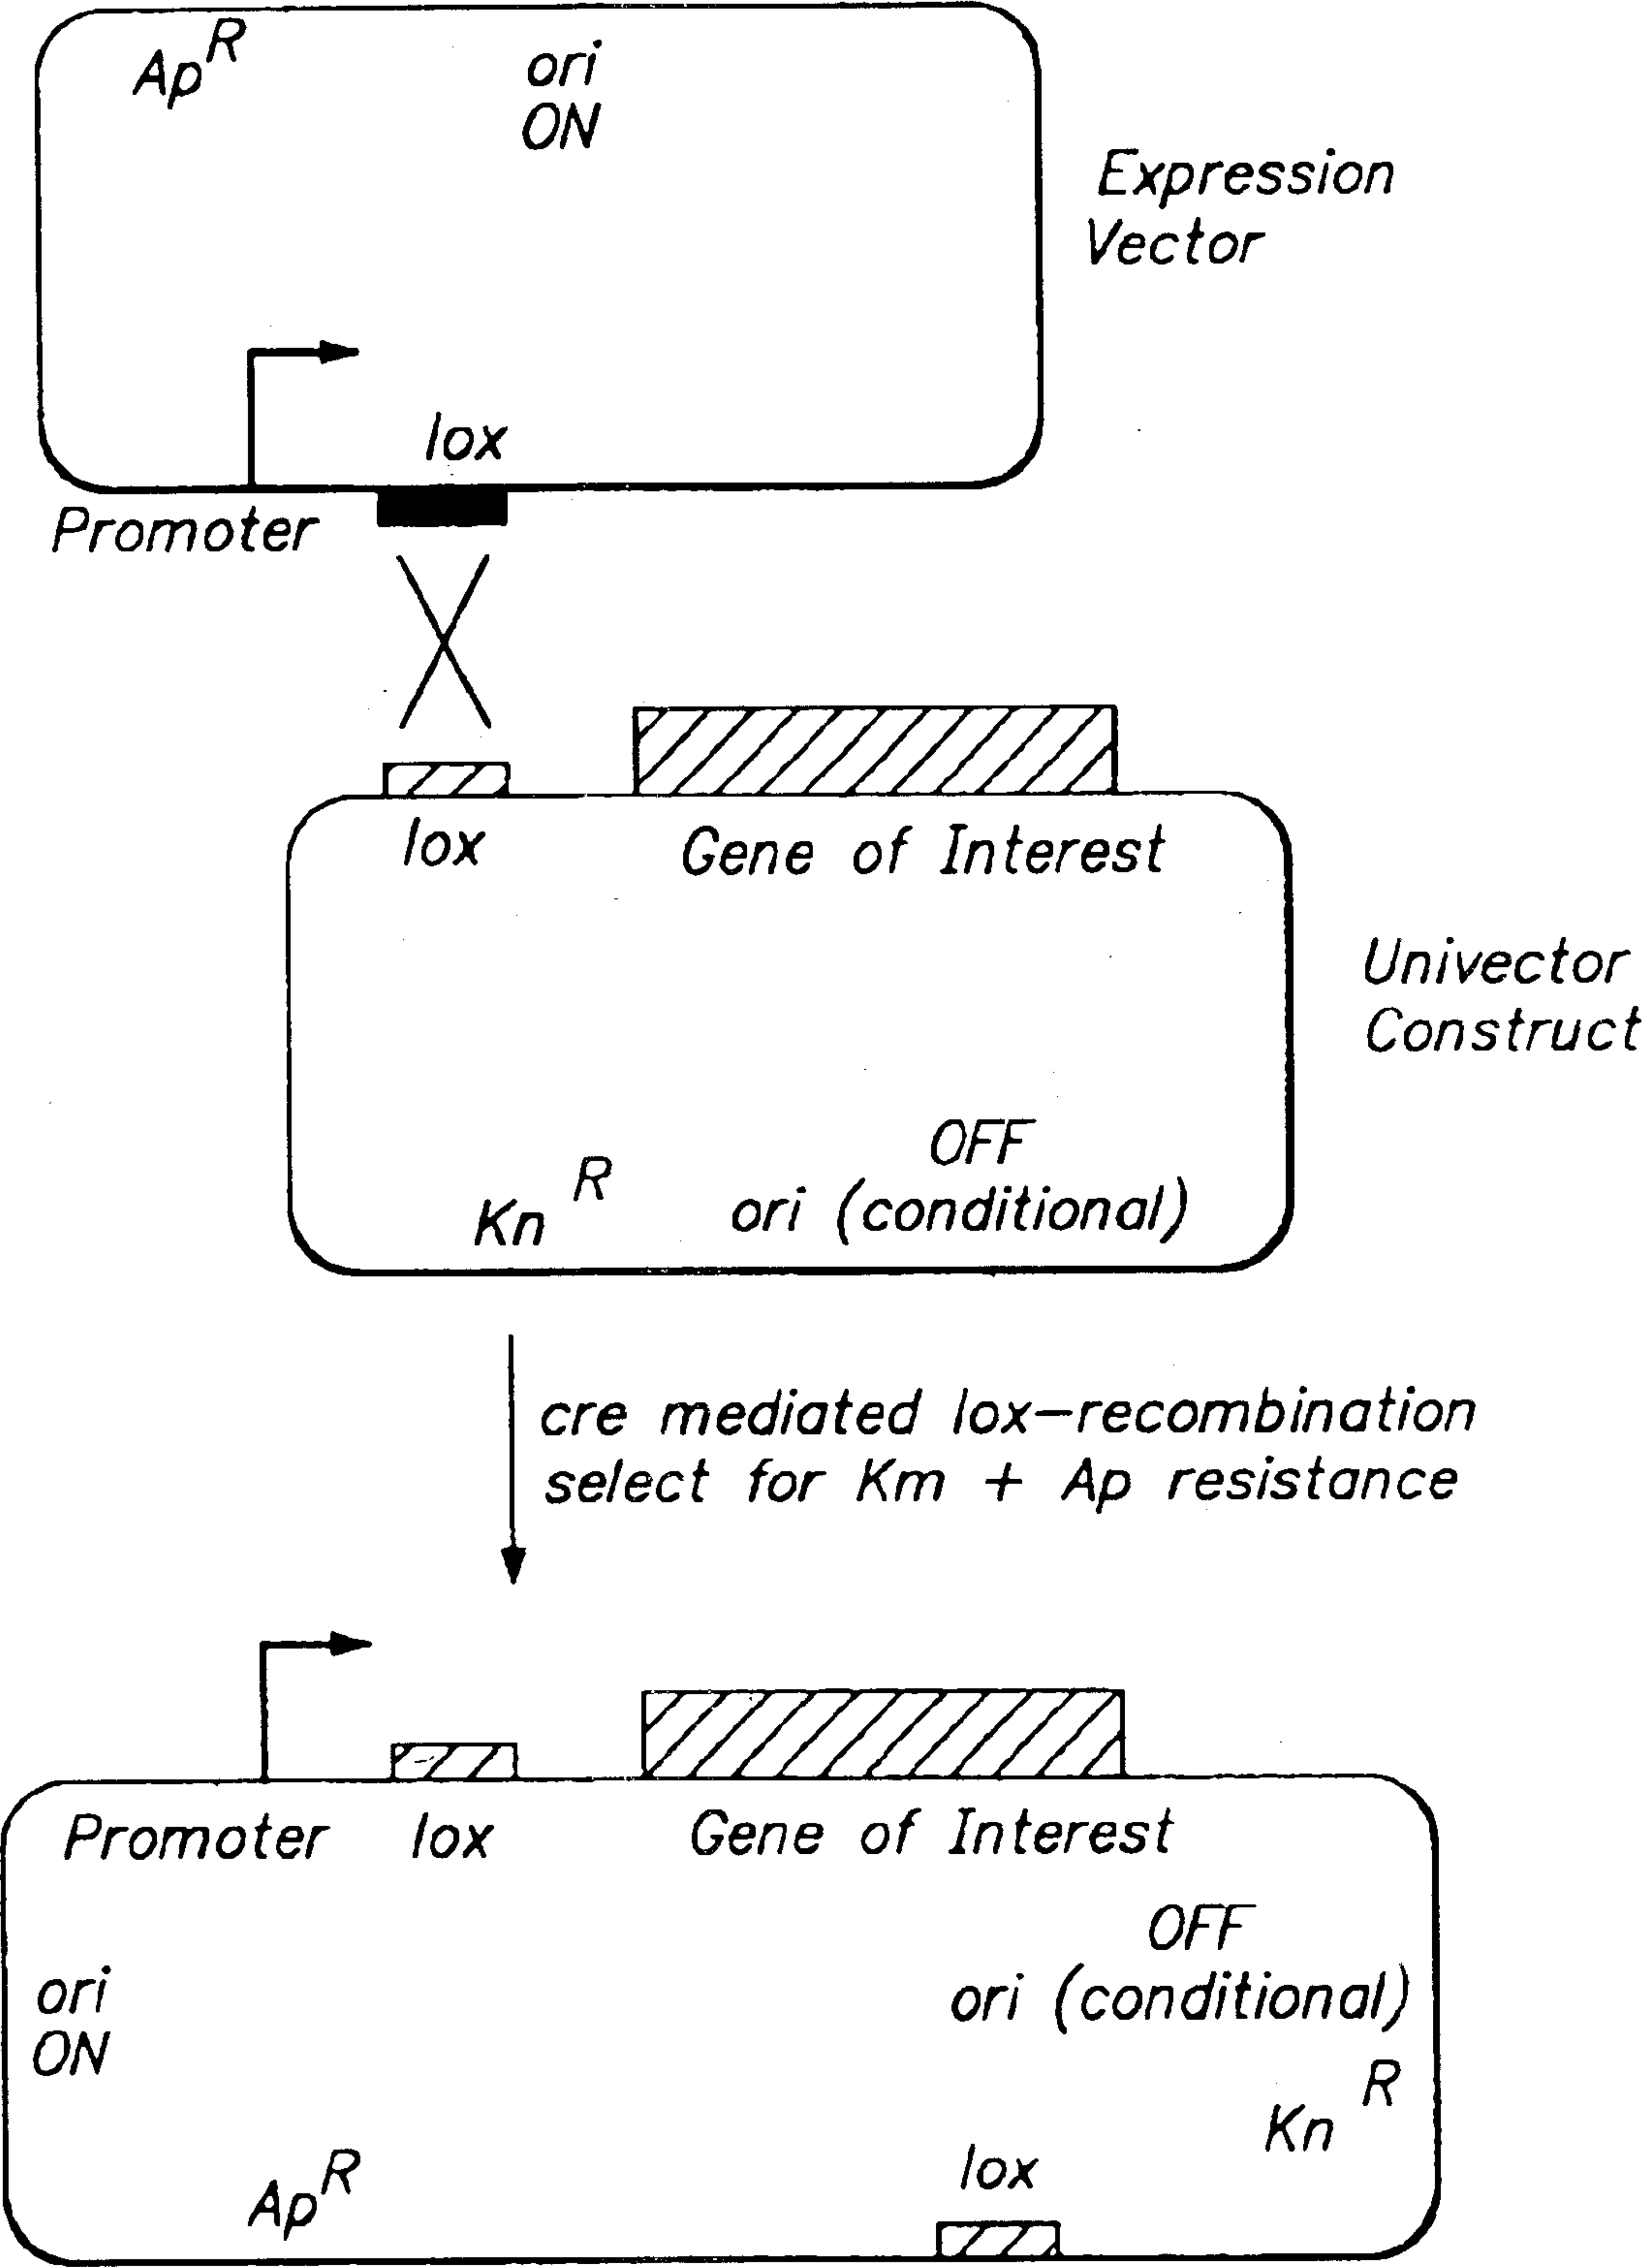 Ap^R
ori
ON
Expression
Vector
lox
Promoter
lox
Gene of Interest
Univector
Construct
OFF
Kn^R
ori (conditional)
cre mediated lox-recombination
select for Km + Ap resistance
Promoter
lox
Gene of Interest
OFF
ori (conditional)
ori
ON
Kn^R
lox
Ap^R